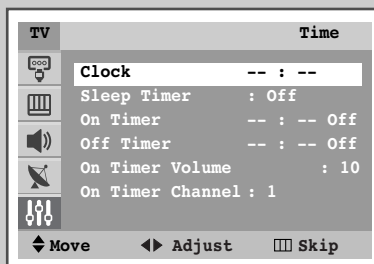 TV Time
Clock -- : --
Sleep Timer : Off
On Timer -- : -- Off
Off Timer -- : -- Off
On Timer Volume : 10
On Timer Channel : 1
Move Adjust Skip